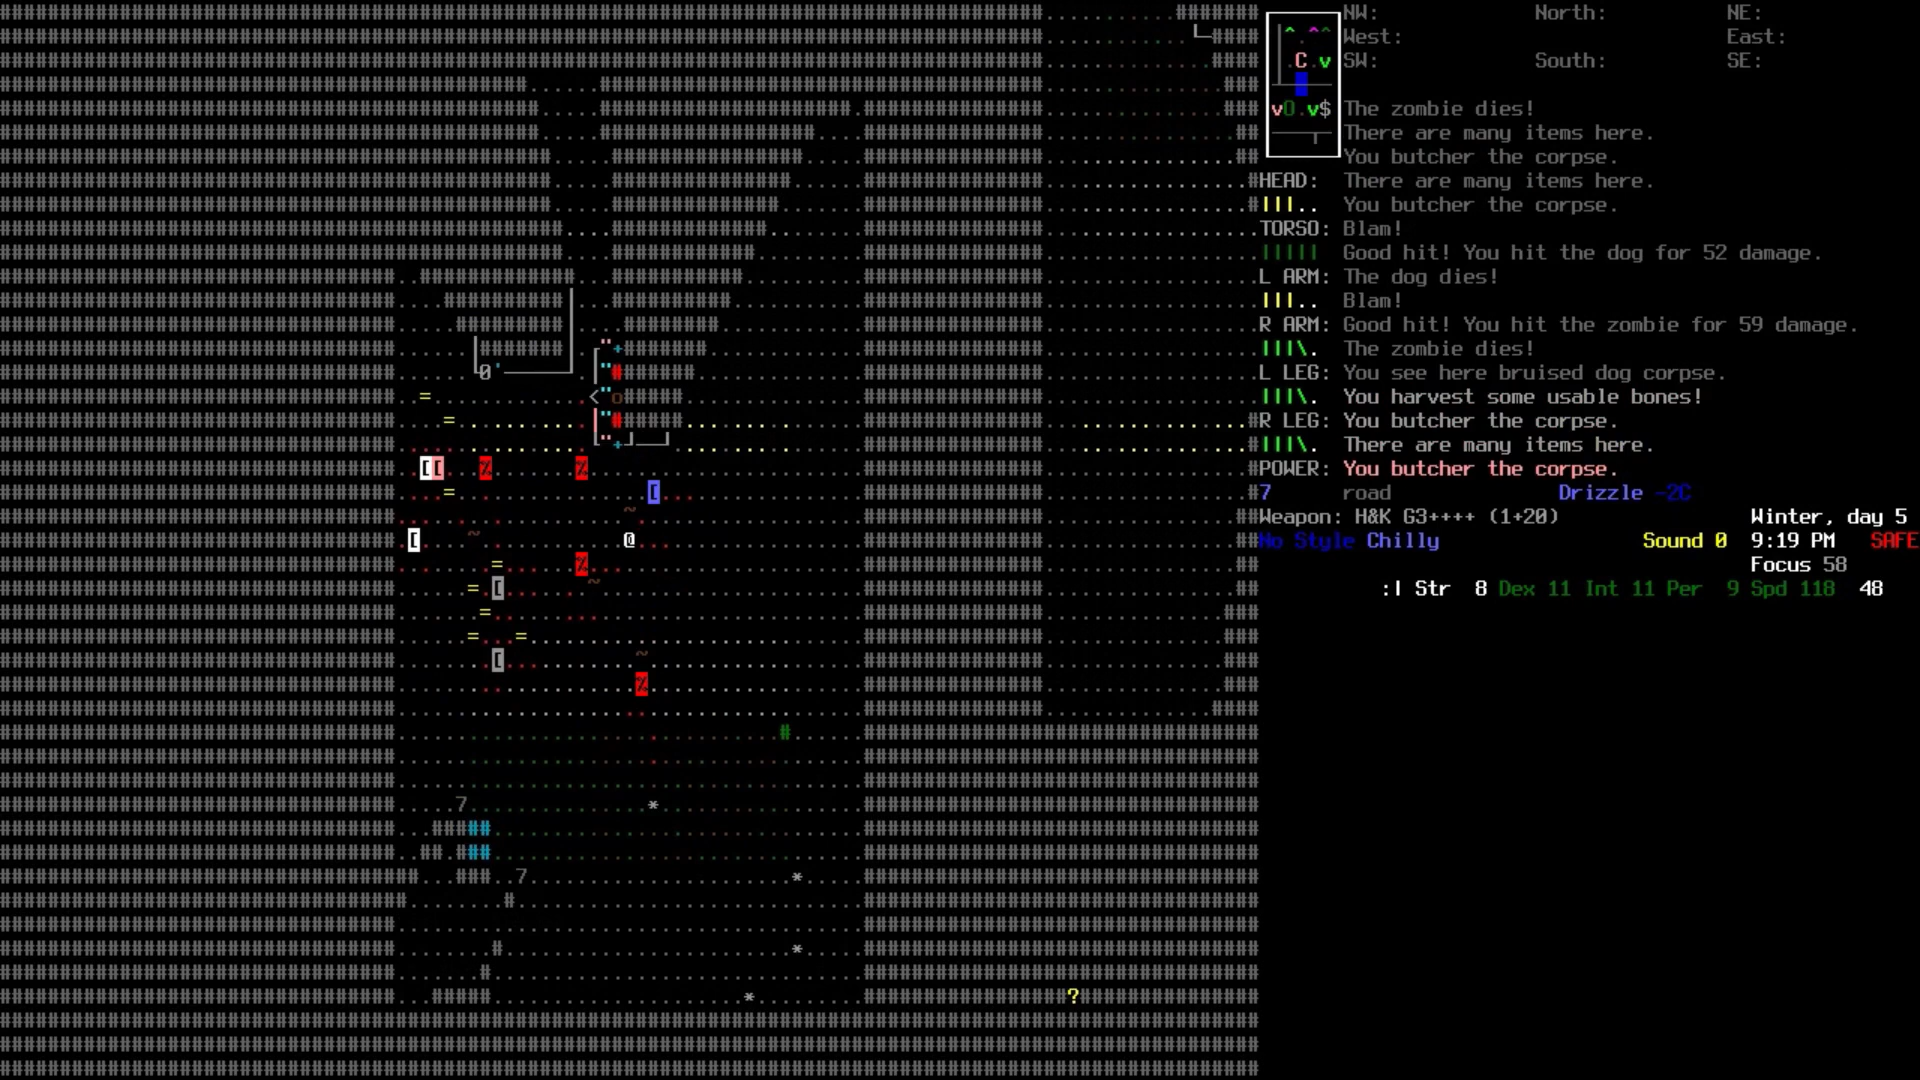 NW: North: NE:
West: East:
SW: South: SE:
The zombie dies!
There are many items here.
You butcher the corpse.
HEAD: There are many items here.
You butcher the corpse.
TORSO: Blam!
Good hit! You hit the dog for 52 damage.
L ARM: The dog dies!
Blam!
R ARM: Good hit! You hit the zombie for 59 damage.
The zombie dies!
L LEG: You see here bruised dog corpse.
You harvest some usable bones!
R LEG: You butcher the corpse.
There are many items here.
POWER: You butcher the corpse.
7 road Drizzle -2C
Weapon: H&K G3++++ (1+20) Winter, day 5
No Style Chilly Sound 0 9:19 PM SAFE
Focus 58
:| Str 8 Dex 11 Int 11 Per 9 Spd 118 48